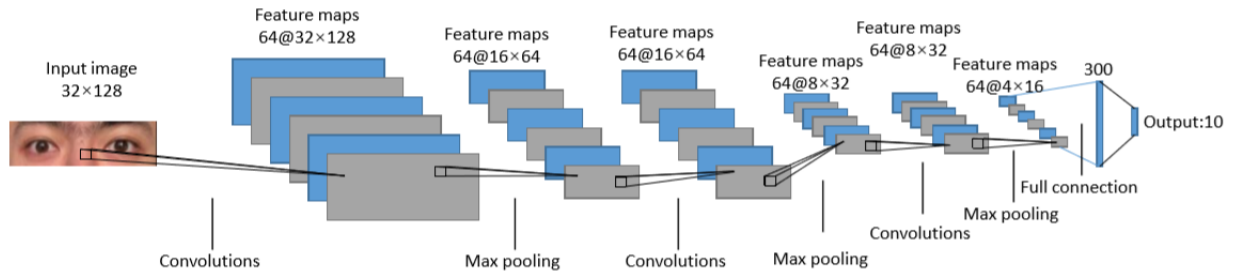 Input image
32×128
Feature maps
64@32×128
Feature maps
64@16×64
Feature maps
64@16×64
Feature maps
64@8×32
Feature maps
64@8×32
Feature maps
64@4×16
300
Output:10
Convolutions
Max pooling
Convolutions
Max pooling
Convolutions
Max pooling
Full connection